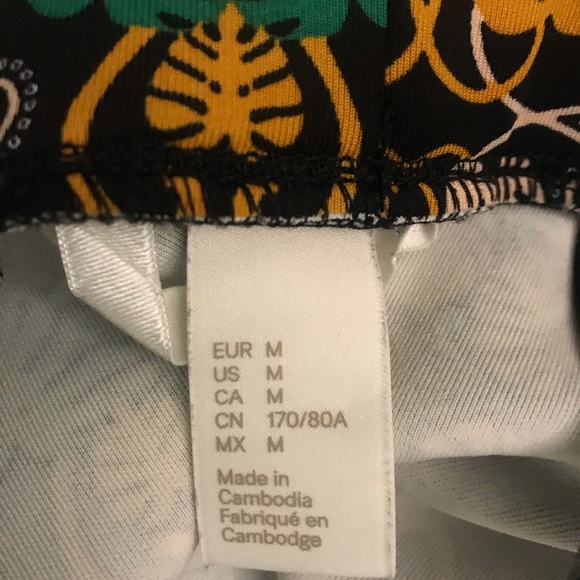 EUR M
US M
CA M
CN 170/80A
MX M
Made in
Cambodia
Fabriqué en
Cambodge